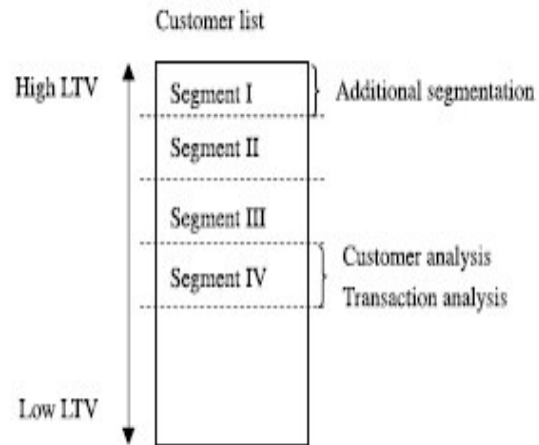 Customer list
High LTV
Segment I
Additional segmentation
Segment II
Segment III
Segment IV
Customer analysis
Transaction analysis
Low LTV